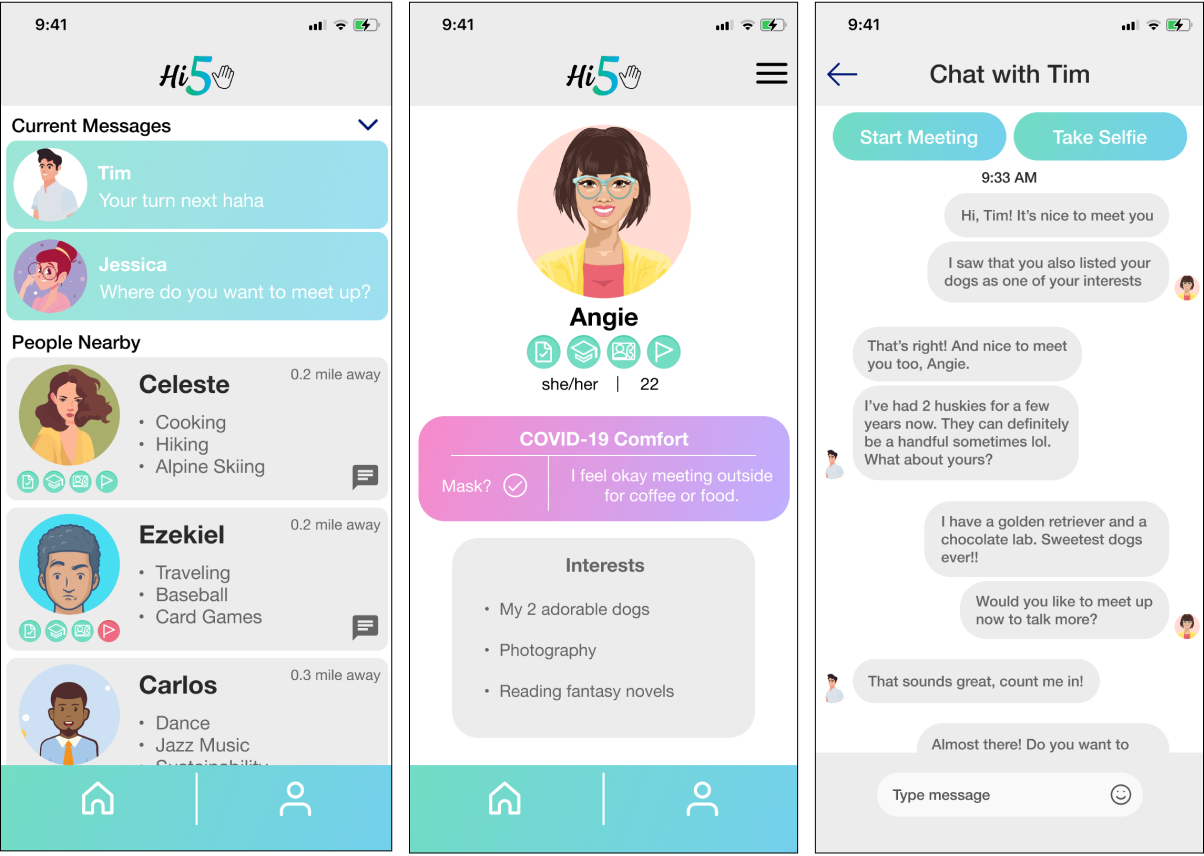 9:41
Hi5
Current Messages
Tim
Your turn next haha
Jessica
Where do you want to meet up?
People Nearby
Celeste
0.2 mile away
• Cooking
• Hiking
• Alpine Skiing
Ezekiel
0.2 mile away
• Traveling
• Baseball
• Card Games
Carlos
0.3 mile away
• Dance
• Jazz Music
• Sustainability
9:41
Hi5
Angie
she/her | 22
COVID-19 Comfort
Mask?
I feel okay meeting outside
for coffee or food.
Interests
• My 2 adorable dogs
• Photography
• Reading fantasy novels
9:41
Chat with Tim
Start Meeting
Take Selfie
9:33 AM
Hi, Tim! It’s nice to meet you
I saw that you also listed your
dogs as one of your interests
That’s right! And nice to meet
you too, Angie.
I’ve had 2 huskies for a few
years now. They can definitely
be a handful sometimes lol.
What about yours?
I have a golden retriever and a
chocolate lab. Sweetest dogs
ever!!
Would you like to meet up
now to talk more?
That sounds great, count me in!
Almost there! Do you want to
Type message